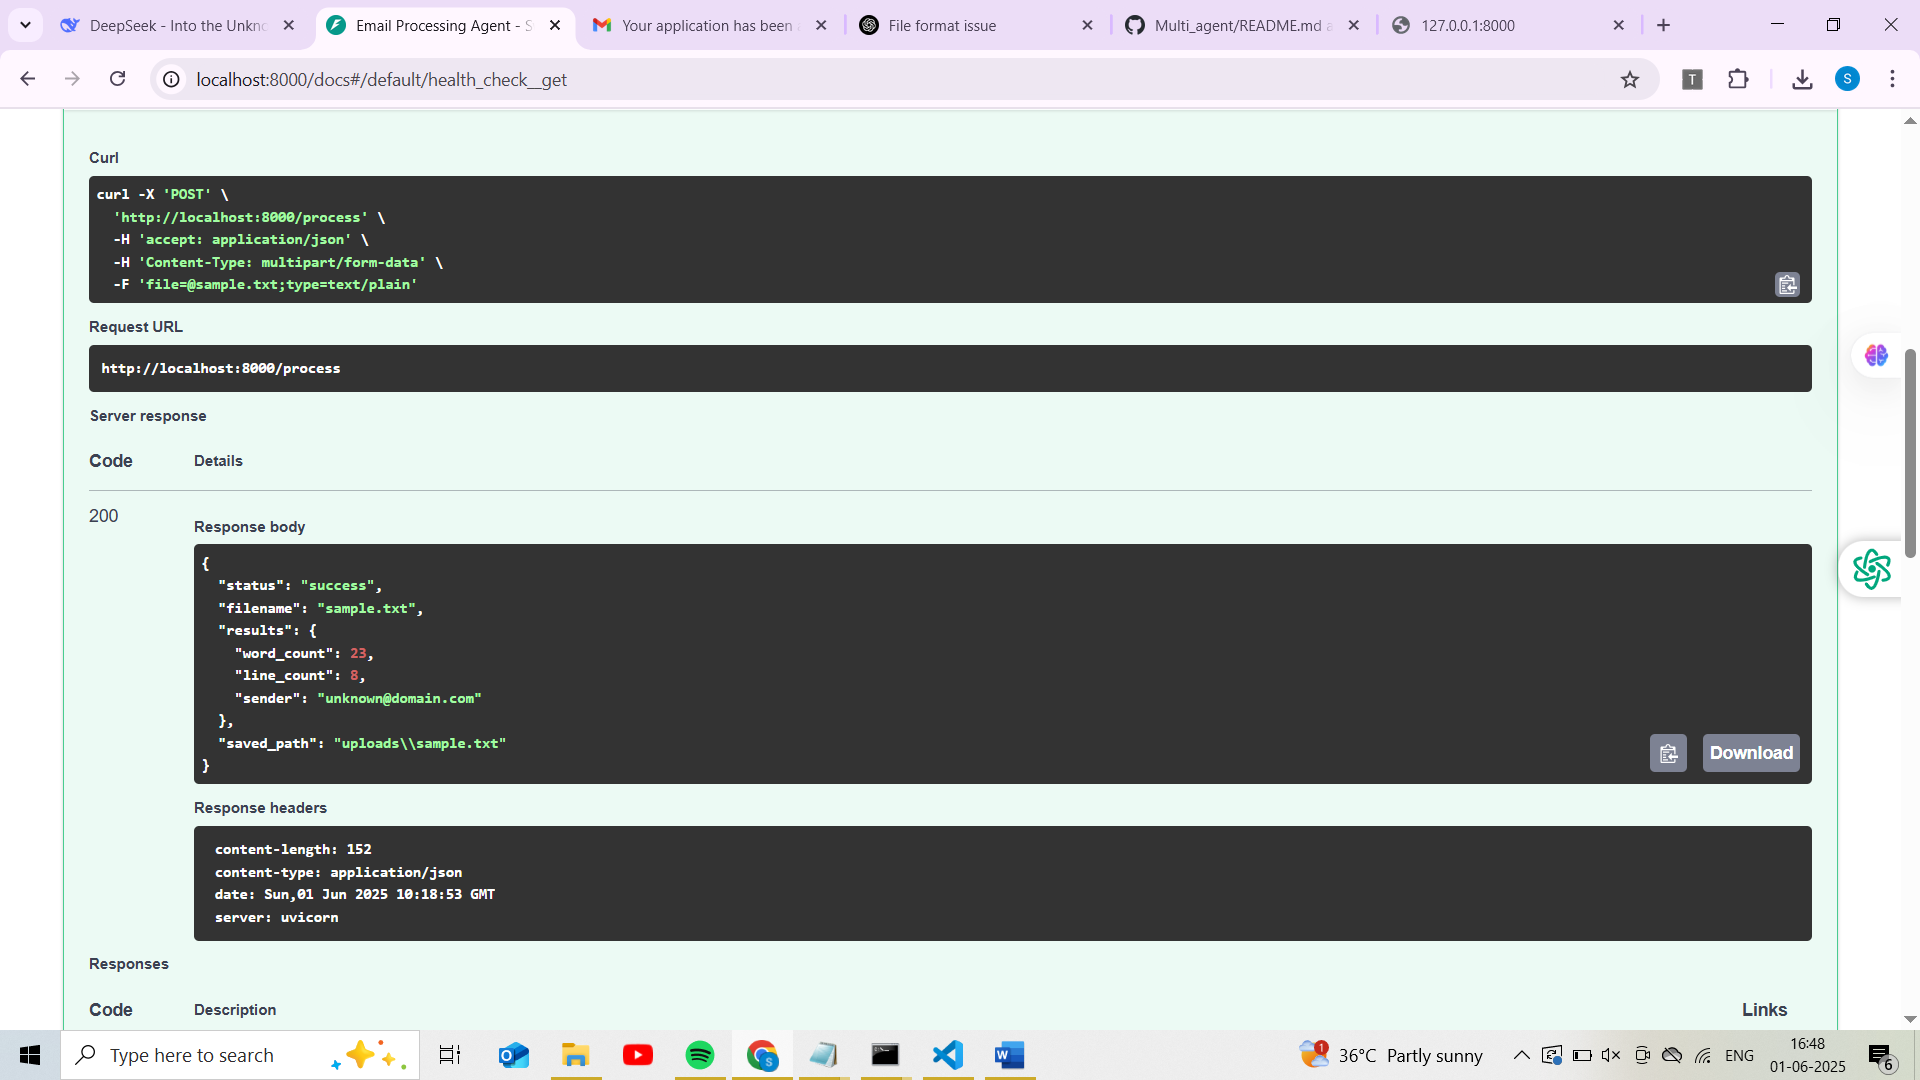 DeepSeek - Into the Unkno
Email Processing Agent - S
Your application has been
File format issue
Multi_agent/README.md a
127.0.0.1:8000
localhost:8000/docs#/default/health_check__get
T
S
Curl
curl -X 'POST' \
'http://localhost:8000/process' \
-H 'accept: application/json' \
-H 'Content-Type: multipart/form-data' \
-F 'file=@sample.txt;type=text/plain'
Request URL
http://localhost:8000/process
Server response
Code Details
200
Response body
{
"status": "success",
"filename": "sample.txt",
"results": {
"word_count": 23,
"line_count": 8,
"sender": "unknown@domain.com"
},
"saved_path": "uploads\\sample.txt"
}
Download
Response headers
content-length: 152
content-type: application/json
date: Sun,01 Jun 2025 10:18:53 GMT
server: uvicorn
Responses
Code Description Links
Type here to search
1
36°C Partly sunny
ENG
16:48
01-06-2025
6